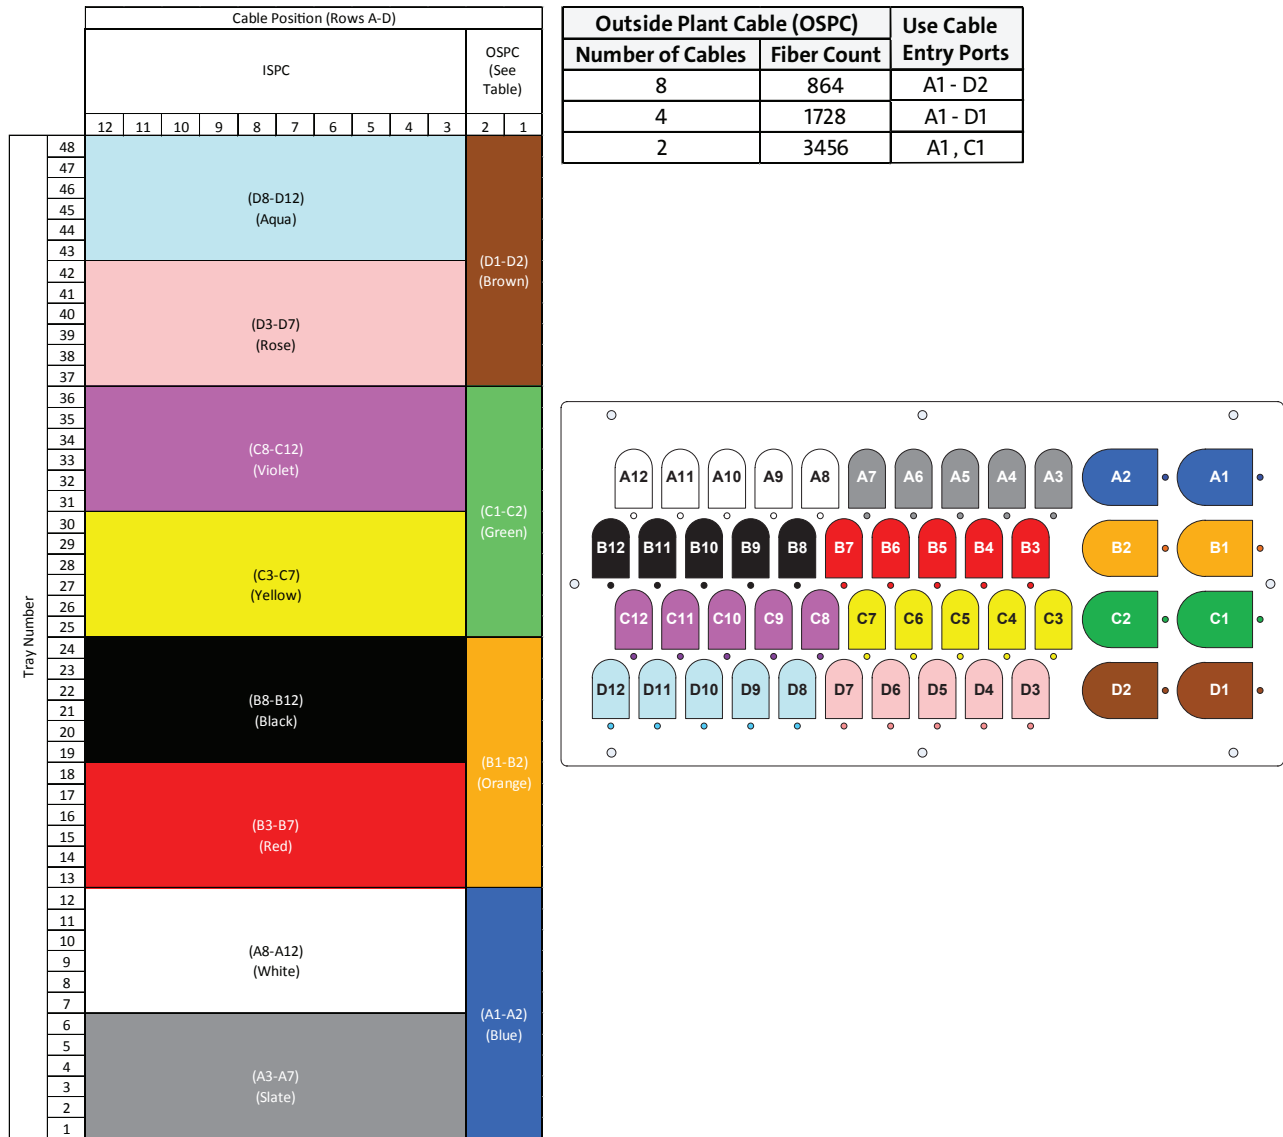 Cable Position (Rows A-D)
ISPC
OSPC
(See
Table)
12 11 10 9 8 7 6 5 4 3 2 1
Tray Number
48
47
46
45
44
43
42
41
40
39
38
37
36
35
34
33
32
31
30
29
28
27
26
25
24
23
22
21
20
19
18
17
16
15
14
13
12
11
10
9
8
7
6
5
4
3
2
1
(D8-D12)
(Aqua)
(D3-D7)
(Rose)
(C8-C12)
(Violet)
(C3-C7)
(Yellow)
(B8-B12)
(Black)
(B3-B7)
(Red)
(A8-A12)
(White)
(A3-A7)
(Slate)
(D1-D2)
(Brown)
(C1-C2)
(Green)
(B1-B2)
(Orange)
(A1-A2)
(Blue)
Outside Plant Cable (OSPC)
Use Cable
Entry Ports
Number of Cables Fiber Count
8 864 A1 - D2
4 1728 A1 - D1
2 3456 A1 , C1
A12 A11 A10 A9 A8 A7 A6 A5 A4 A3 A2 A1
B12 B11 B10 B9 B8 B7 B6 B5 B4 B3 B2 B1
C12 C11 C10 C9 C8 C7 C6 C5 C4 C3 C2 C1
D12 D11 D10 D9 D8 D7 D6 D5 D4 D3 D2 D1